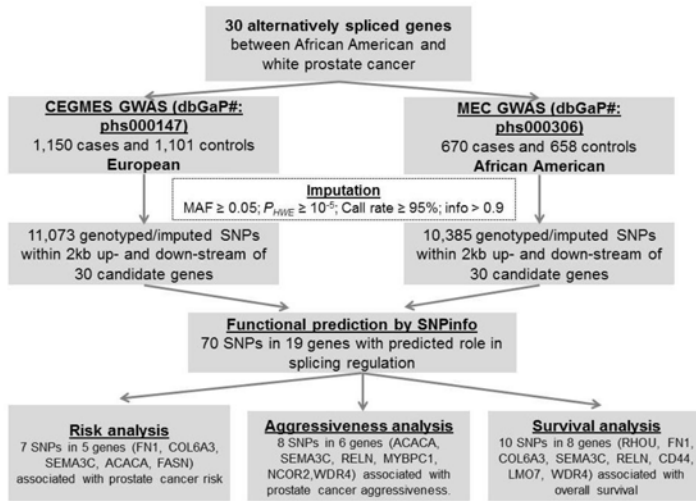 30 alternatively spliced genes
between African American and
white prostate cancer
CEGMES GWAS (dbGaP#:
phs000147)
1,150 cases and 1,101 controls
European
MEC GWAS (dbGaP#:
phs000306)
670 cases and 658 controls
African American
Imputation
MAF ≥ 0.05; P_HWE ≥ 10⁻⁵; Call rate ≥ 95%; info > 0.9
11,073 genotyped/imputed SNPs
within 2kb up- and down-stream of
30 candidate genes
10,385 genotyped/imputed SNPs
within 2kb up- and down-stream of
30 candidate genes
Functional prediction by SNPinfo
70 SNPs in 19 genes with predicted role in
splicing regulation
Risk analysis
7 SNPs in 5 genes (FN1, COL6A3,
SEMA3C, ACACA, FASN)
associated with prostate cancer risk
Aggressiveness analysis
8 SNPs in 6 genes (ACACA,
SEMA3C, RELN, MYBPC1,
NCOR2,WDR4) associated with
prostate cancer aggressiveness.
Survival analysis
10 SNPs in 8 genes (RHOU, FN1,
COL6A3, SEMA3C, RELN, CD44,
LMO7, WDR4) associated with
overall survival